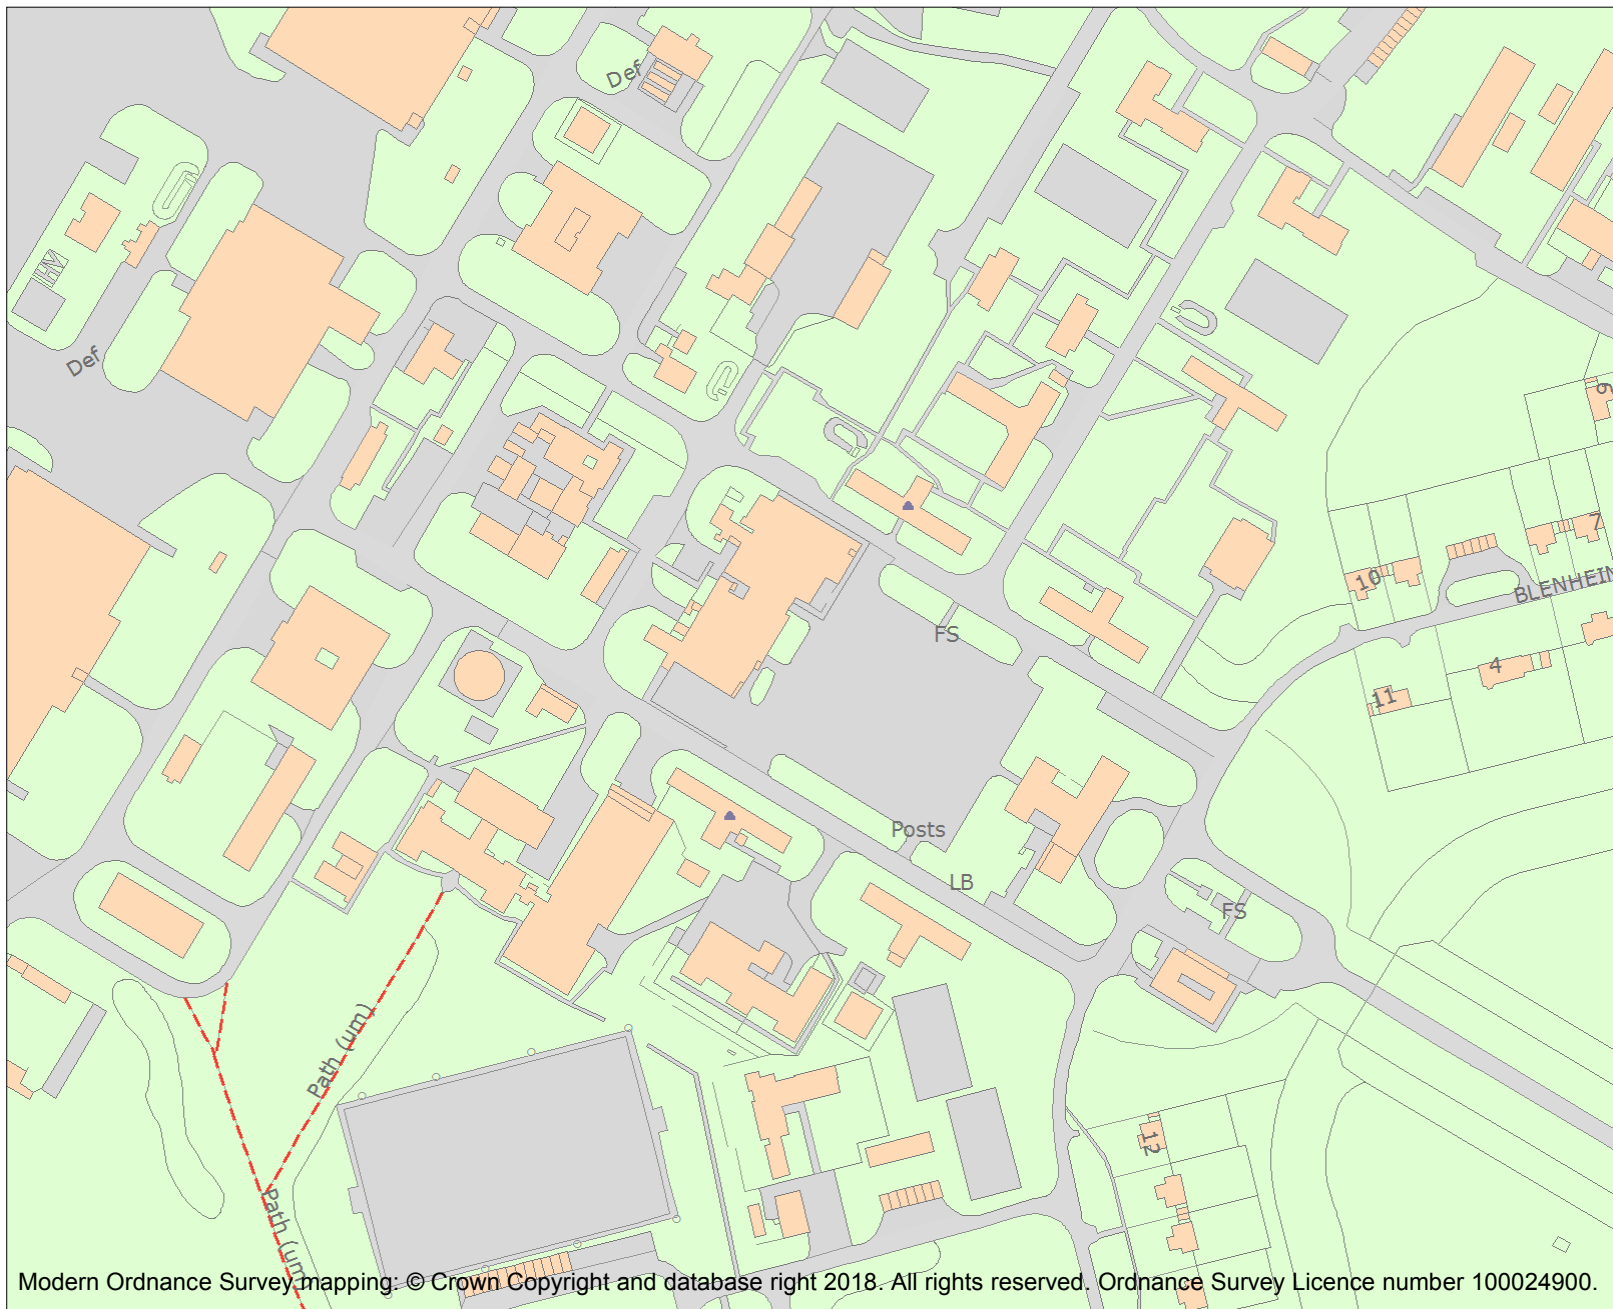 Def
Def
6
7
10
BLENHEIM
FS
4
11
Posts
LB
FS
Path (um)
12
Path (um)
Modern Ordnance Survey mapping: © Crown Copyright and database right 2018. All rights reserved. Ordnance Survey Licence number 100024900.